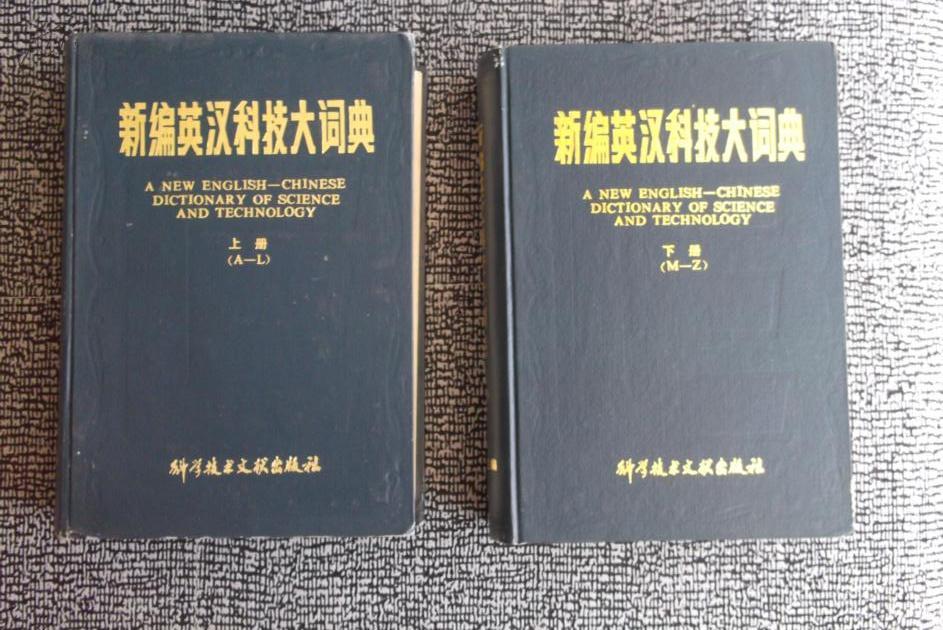 新编英汉科技大词典
A NEW ENGLISH—CHINESE
DICTIONARY OF SCIENCE
AND TECHNOLOGY
上 册
(A—L)
科学技术文献出版社
新编英汉科技大词典
A NEW ENGLISH—CHINESE
DICTIONARY OF SCIENCE
AND TECHNOLOGY
下 册
(M—Z)
科学技术文献出版社